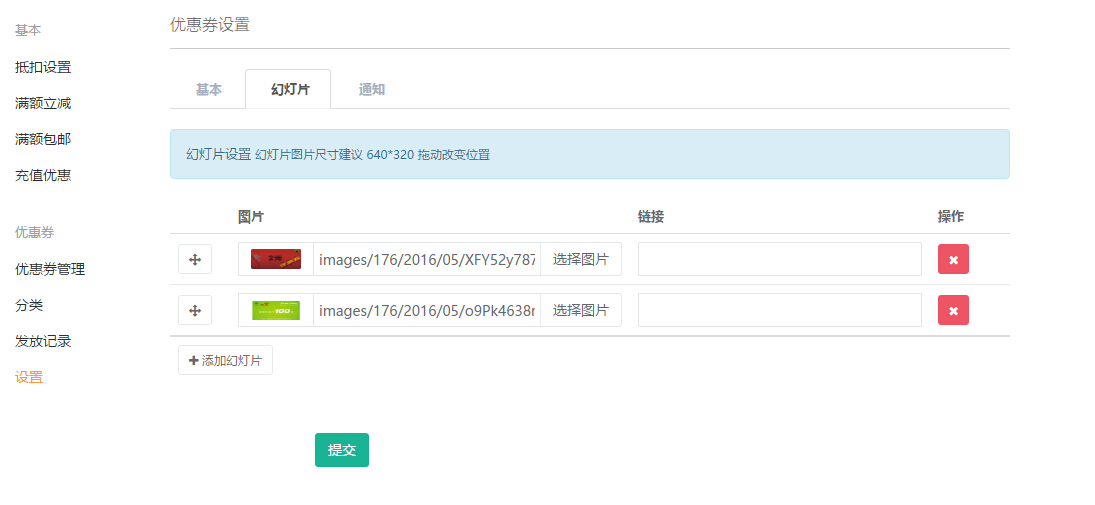 基本
抵扣设置
满额立减
满额包邮
充值优惠
优惠券
优惠券管理
分类
发放记录
设置
优惠券设置
基本 幻灯片 通知
幻灯片设置 幻灯片图片尺寸建议 640*320 拖动改变位置
图片 链接 操作
images/176/2016/05/XFY52y787 选择图片
100
images/176/2016/05/o9Pk4638r 选择图片
添加幻灯片
提交